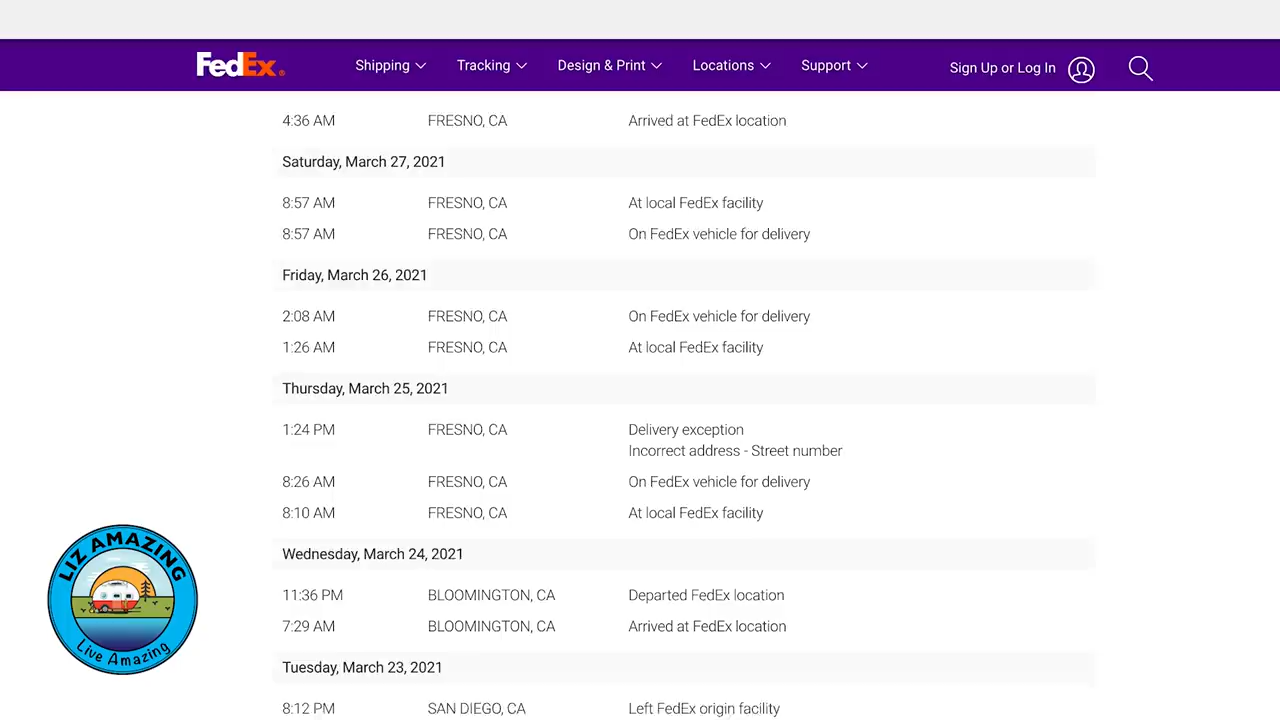 FedEx®
Shipping Tracking Design & Print Locations Support Sign Up or Log In
4:36 AM FRESNO, CA Arrived at FedEx location
Saturday, March 27, 2021
8:57 AM FRESNO, CA At local FedEx facility
8:57 AM FRESNO, CA On FedEx vehicle for delivery
Friday, March 26, 2021
2:08 AM FRESNO, CA On FedEx vehicle for delivery
1:26 AM FRESNO, CA At local FedEx facility
Thursday, March 25, 2021
1:24 PM FRESNO, CA Delivery exception
Incorrect address - Street number
8:26 AM FRESNO, CA On FedEx vehicle for delivery
8:10 AM FRESNO, CA At local FedEx facility
Wednesday, March 24, 2021
11:36 PM BLOOMINGTON, CA Departed FedEx location
7:29 AM BLOOMINGTON, CA Arrived at FedEx location
Tuesday, March 23, 2021
8:12 PM SAN DIEGO, CA Left FedEx origin facility
LIZ AMAZING
Live Amazing